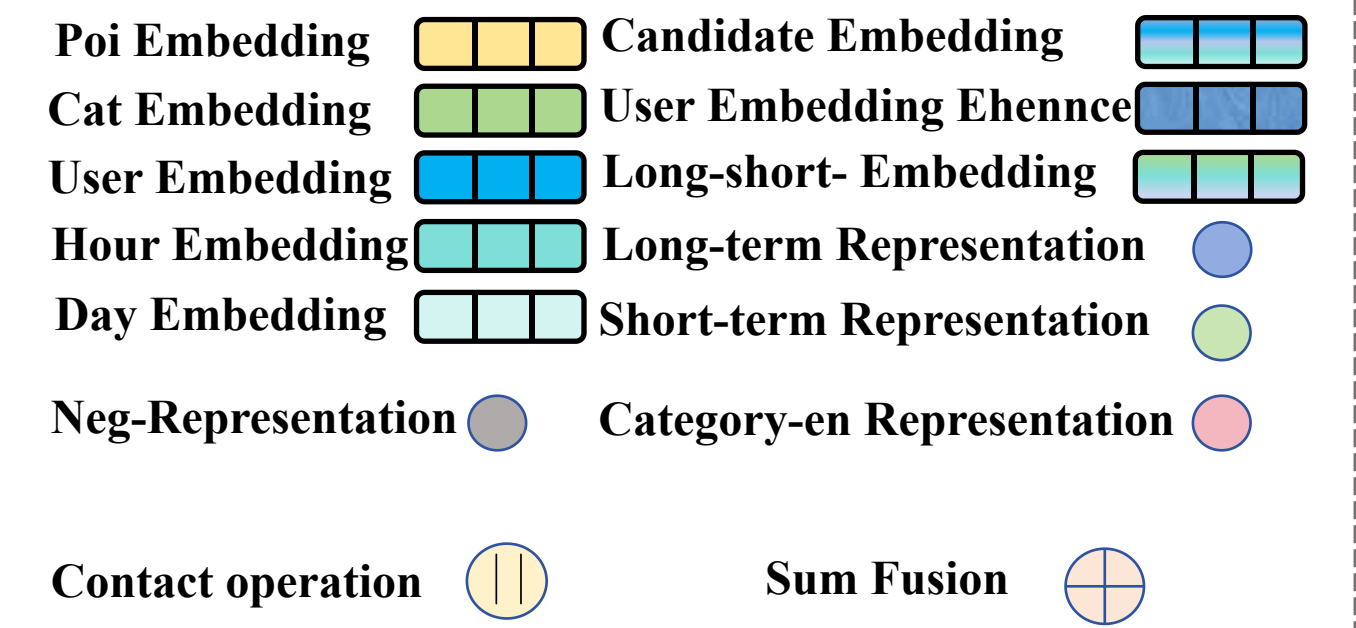 Poi Embedding
Candidate Embedding
Cat Embedding
User Embedding Ehennce
User Embedding
Long-short- Embedding
Hour Embedding
Long-term Representation
Day Embedding
Short-term Representation
Neg-Representation
Category-en Representation
Contact operation
Sum Fusion